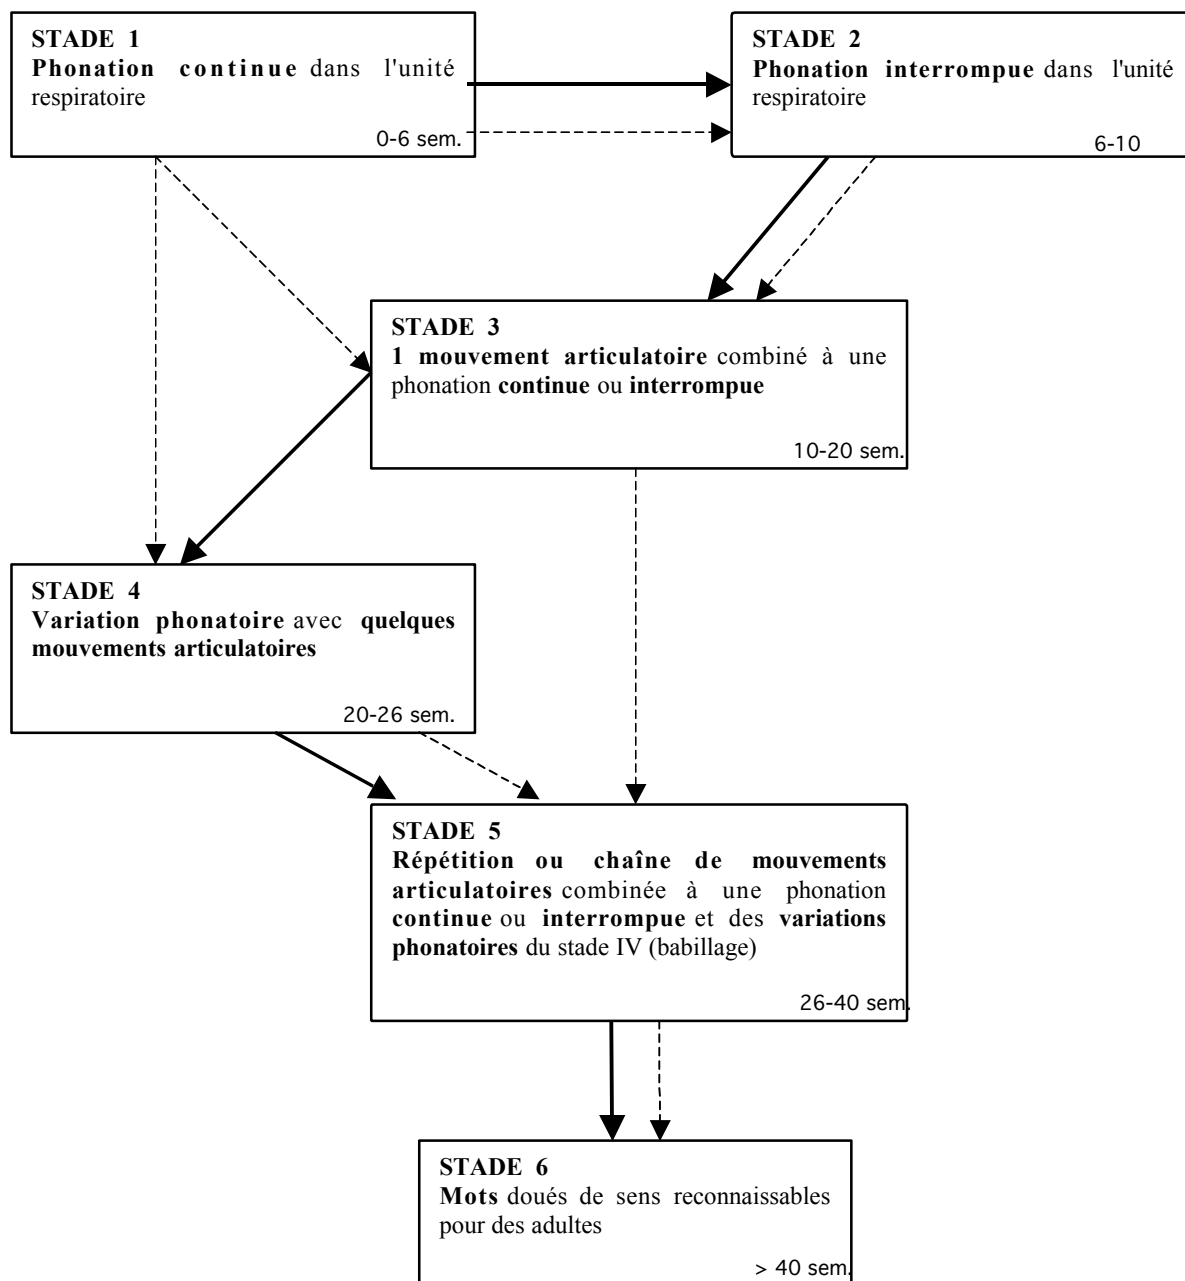 STADE 1
Phonation continue dans l'unité
respiratoire
0-6 sem.
STADE 2
Phonation interrompue dans l'unité
respiratoire
6-10
STADE 3
1 mouvement articulatoire combiné à une
phonation continue ou interrompue
10-20 sem.
STADE 4
Variation phonatoire avec quelques
mouvements articulatoires
20-26 sem.
STADE 5
Répétition ou chaîne de mouvements
articulatoires combinée à une phonation
continue ou interrompue et des variations
phonatoires du stade IV (babillage)
26-40 sem.
STADE 6
Mots doués de sens reconnaissables
pour des adultes
> 40 sem.